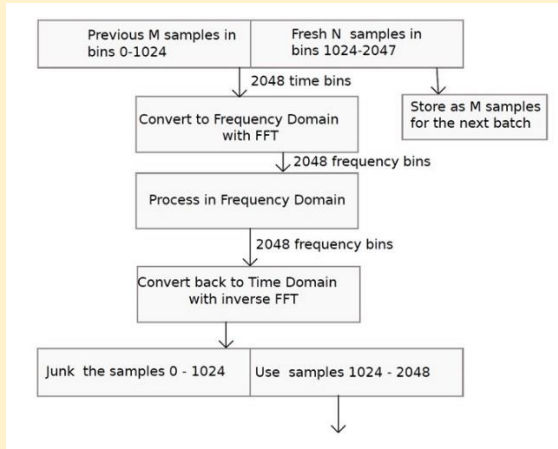 Previous M samples in
bins 0-1024
Fresh N samples in
bins 1024-2047
2048 time bins
Store as M samples
for the next batch
Convert to Frequency Domain
with FFT
2048 frequency bins
Process in Frequency Domain
2048 frequency bins
Convert back to Time Domain
with inverse FFT
Junk the samples 0 - 1024
Use samples 1024 - 2048